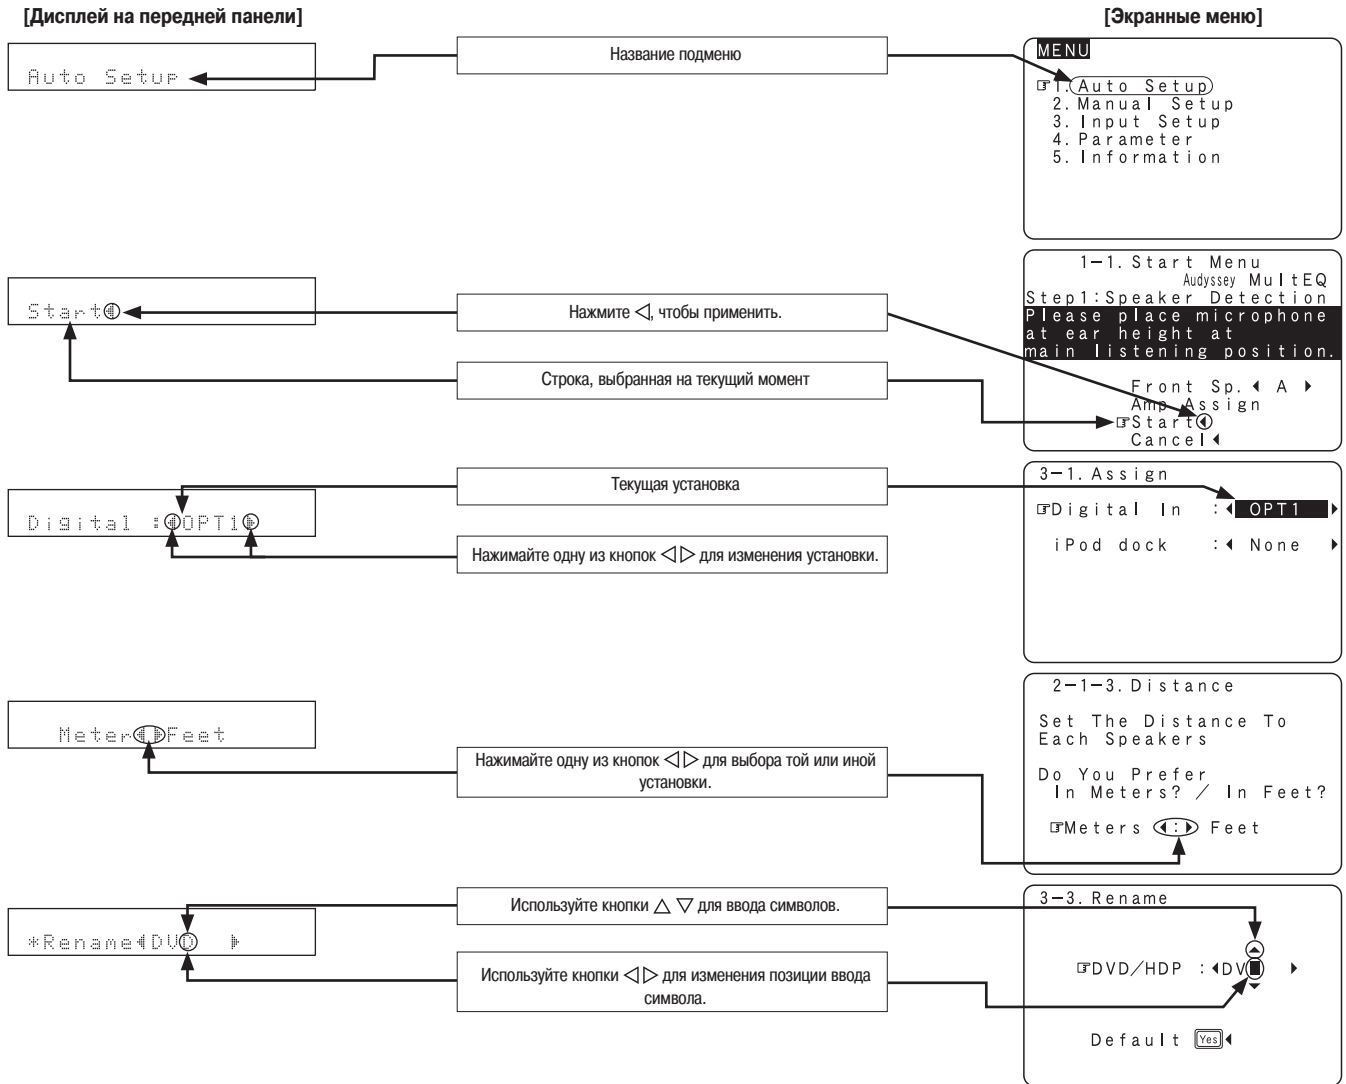 [Дисплей на передней панели]
[Экранные меню]
Auto Setup
Название подменю
MENU
☞1. Auto Setup
2. Manual Setup
3. Input Setup
4. Parameter
5. Information
Start◀
Нажмите ◁, чтобы применить.
Строка, выбранная на текущий момент
1-1. Start Menu
Audyssey MultEQ
Step1:Speaker Detection
Please place microphone
at ear height at
main listening position.
Front Sp.◀ A ▶
Amp Assign
☞Start◀
Cancel◀
Digital :◀OPT1▶
Текущая установка
Нажимайте одну из кнопок ◁ ▷ для изменения установки.
3-1. Assign
☞Digital In :◀ OPT1 ▶
iPod dock :◀ None ▶
Meter◀▶Feet
Нажимайте одну из кнопок ◁ ▷ для выбора той или иной
установки.
2-1-3. Distance
Set The Distance To
Each Speakers
Do You Prefer
In Meters? / In Feet?
☞Meters ◀:▶ Feet
*Rename◀DVD ▶
Используйте кнопки △ ▽ для ввода символов.
Используйте кнопки ◁ ▷ для изменения позиции ввода
символа.
3-3. Rename
☞DVD/HDP :◀DV■ ▶
Default Yes◀